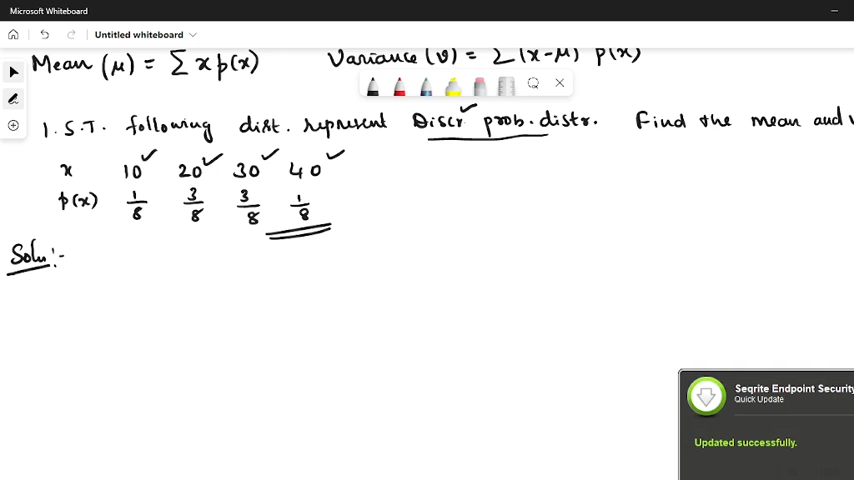 Microsoft Whiteboard
Untitled whiteboard
Mean (μ) = Σ x p(x) Variance (v) = Σ (x-μ) p(x)
1. S.T. following dist. represent Discr prob. distr. Find the mean and
x 10 20 30 40
p(x) 1/8 3/8 3/8 1/8
Soln:-
Seqrite Endpoint Security
Quick Update
Updated successfully.